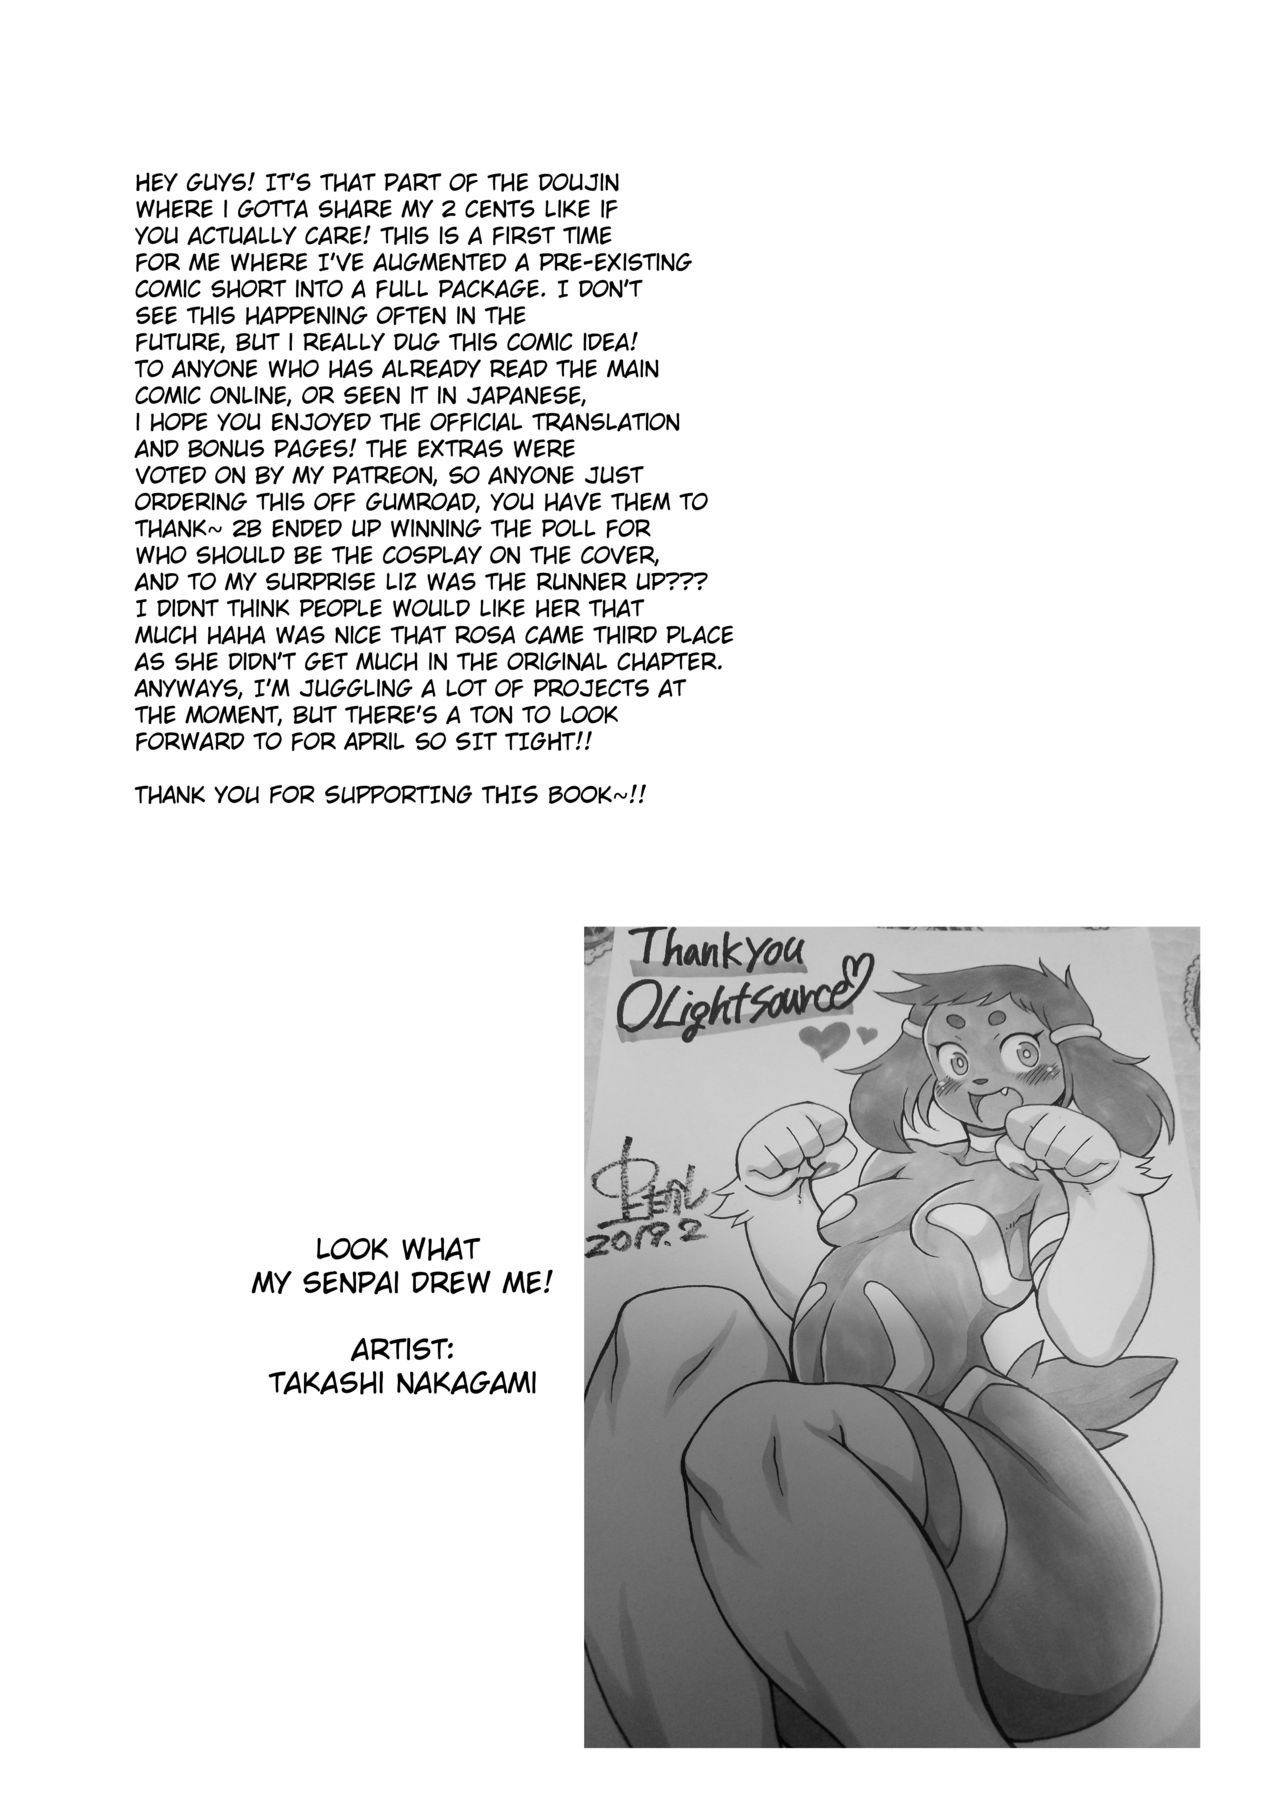 HEY GUYS! IT'S THAT PART OF THE DOUJIN
WHERE I GOTTA SHARE MY 2 CENTS LIKE IF
YOU ACTUALLY CARE! THIS IS A FIRST TIME
FOR ME WHERE I'VE AUGMENTED A PRE-EXISTING
COMIC SHORT INTO A FULL PACKAGE. I DON'T
SEE THIS HAPPENING OFTEN IN THE
FUTURE, BUT I REALLY DUG THIS COMIC IDEA!
TO ANYONE WHO HAS ALREADY READ THE MAIN
COMIC ONLINE, OR SEEN IT IN JAPANESE,
I HOPE YOU ENJOYED THE OFFICIAL TRANSLATION
AND BONUS PAGES! THE EXTRAS WERE
VOTED ON BY MY PATREON, SO ANYONE JUST
ORDERING THIS OFF GUMROAD, YOU HAVE THEM TO
THANK~ 2B ENDED UP WINNING THE POLL FOR
WHO SHOULD BE THE COSPLAY ON THE COVER,
AND TO MY SURPRISE LIZ WAS THE RUNNER UP???
I DIDNT THINK PEOPLE WOULD LIKE HER THAT
MUCH HAHA WAS NICE THAT ROSA CAME THIRD PLACE
AS SHE DIDN'T GET MUCH IN THE ORIGINAL CHAPTER.
ANYWAYS, I'M JUGGLING A LOT OF PROJECTS AT
THE MOMENT, BUT THERE'S A TON TO LOOK
FORWARD TO FOR APRIL SO SIT TIGHT!!
THANK YOU FOR SUPPORTING THIS BOOK~!!
Thank you
OLightsource
2019.2
LOOK WHAT
MY SENPAI DREW ME!
ARTIST:
TAKASHI NAKAGAMI